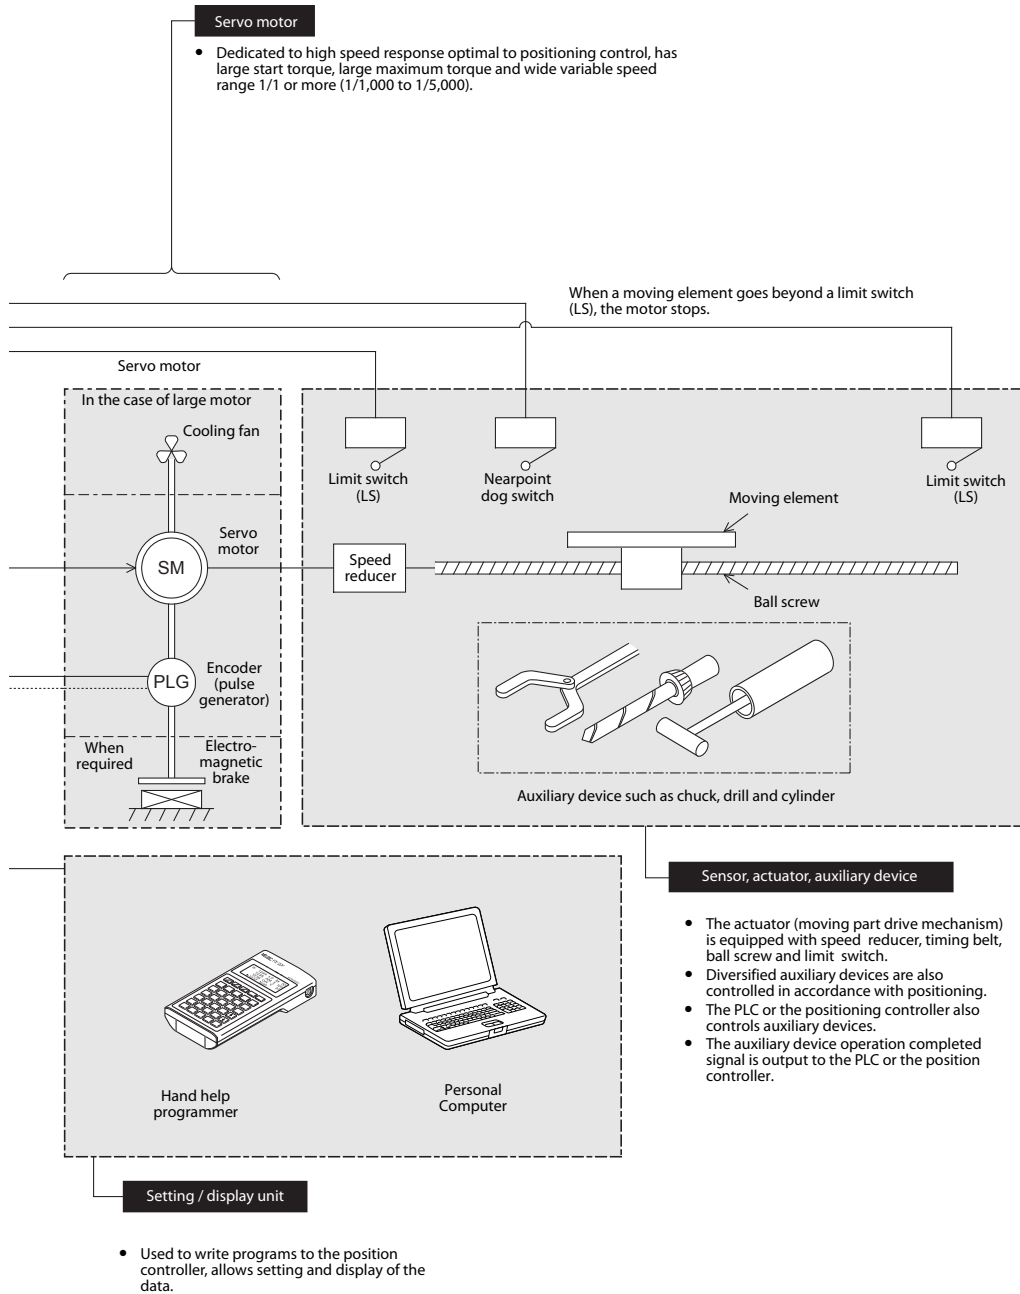 Servo motor
• Dedicated to high speed response optimal to positioning control, has
large start torque, large maximum torque and wide variable speed
range 1/1 or more (1/1,000 to 1/5,000).
When a moving element goes beyond a limit switch
(LS), the motor stops.
Servo motor
In the case of large motor
Cooling fan
Limit switch
(LS)
Nearpoint
dog switch
Limit switch
(LS)
Moving element
Servo
motor
SM
Speed
reducer
Ball screw
PLG
Encoder
(pulse
generator)
When
required
Electro-
magnetic
brake
Auxiliary device such as chuck, drill and cylinder
Sensor, actuator, auxiliary device
• The actuator (moving part drive mechanism)
is equipped with speed reducer, timing belt,
ball screw and limit switch.
• Diversified auxiliary devices are also
controlled in accordance with positioning.
• The PLC or the positioning controller also
controls auxiliary devices.
• The auxiliary device operation completed
signal is output to the PLC or the position
controller.
Hand help
programmer
Personal
Computer
Setting / display unit
• Used to write programs to the position
controller, allows setting and display of the
data.